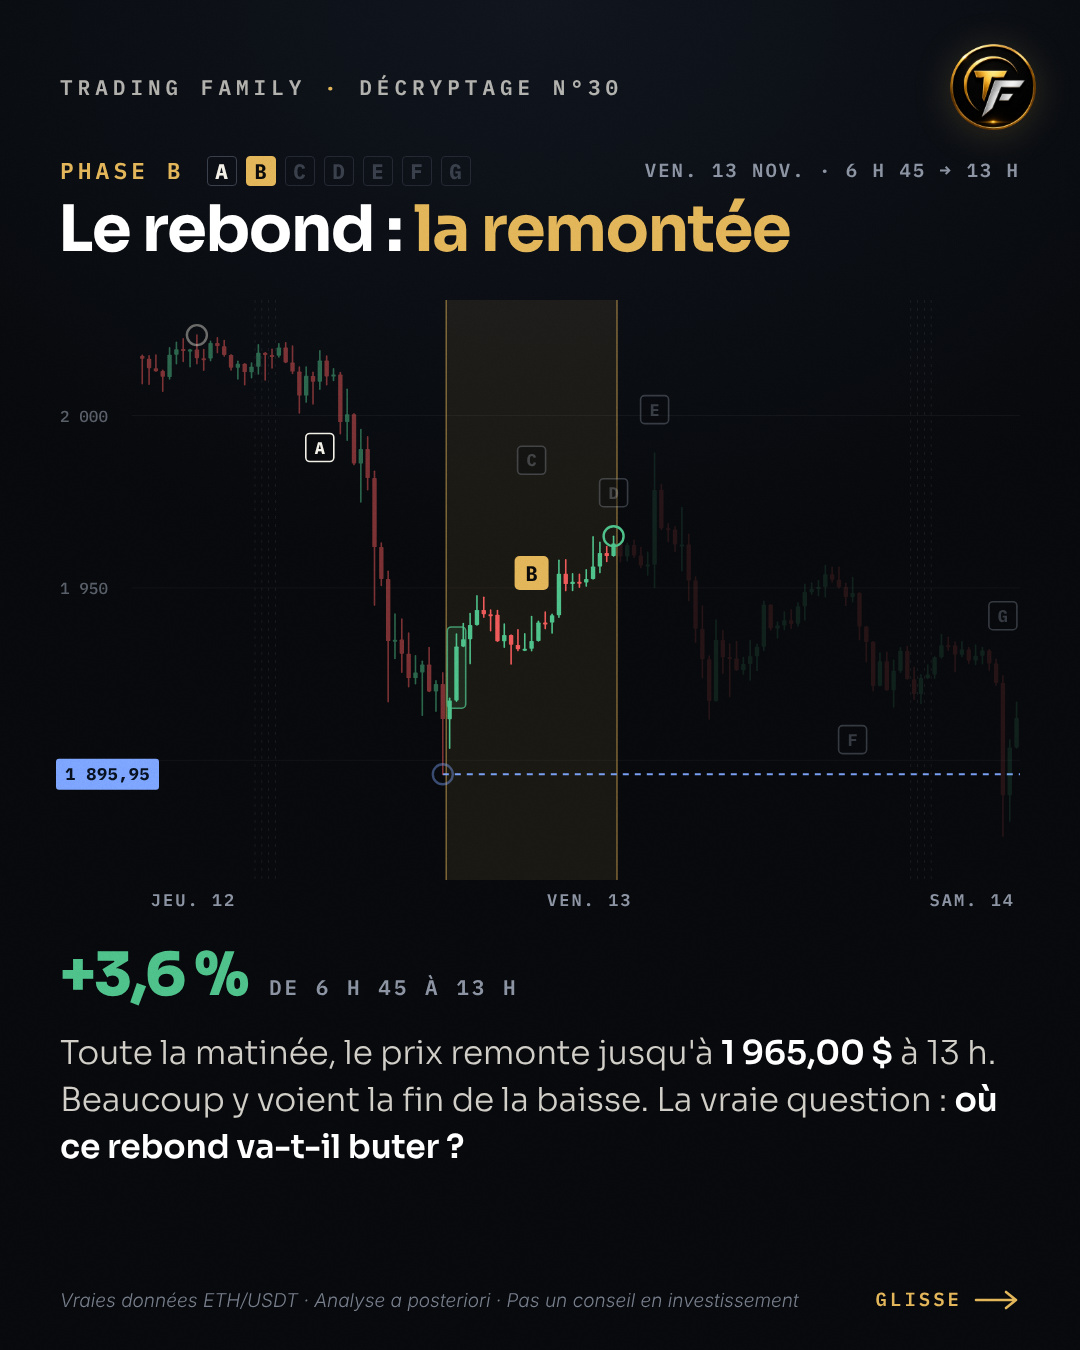 TRADING FAMILY · DÉCRYPTAGE N°30
TF
PHASE B A B C D E F G
VEN. 13 NOV. · 6 H 45 → 13 H
Le rebond : la remontée
E
2 000
A
C
D
B
1 950
G
F
1 895,95
JEU. 12 VEN. 13 SAM. 14
+3,6 % DE 6 H 45 À 13 H
Toute la matinée, le prix remonte jusqu'à 1 965,00 $ à 13 h.
Beaucoup y voient la fin de la baisse. La vraie question : où
ce rebond va-t-il buter ?
Vraies données ETH/USDT · Analyse a posteriori · Pas un conseil en investissement
GLISSE →